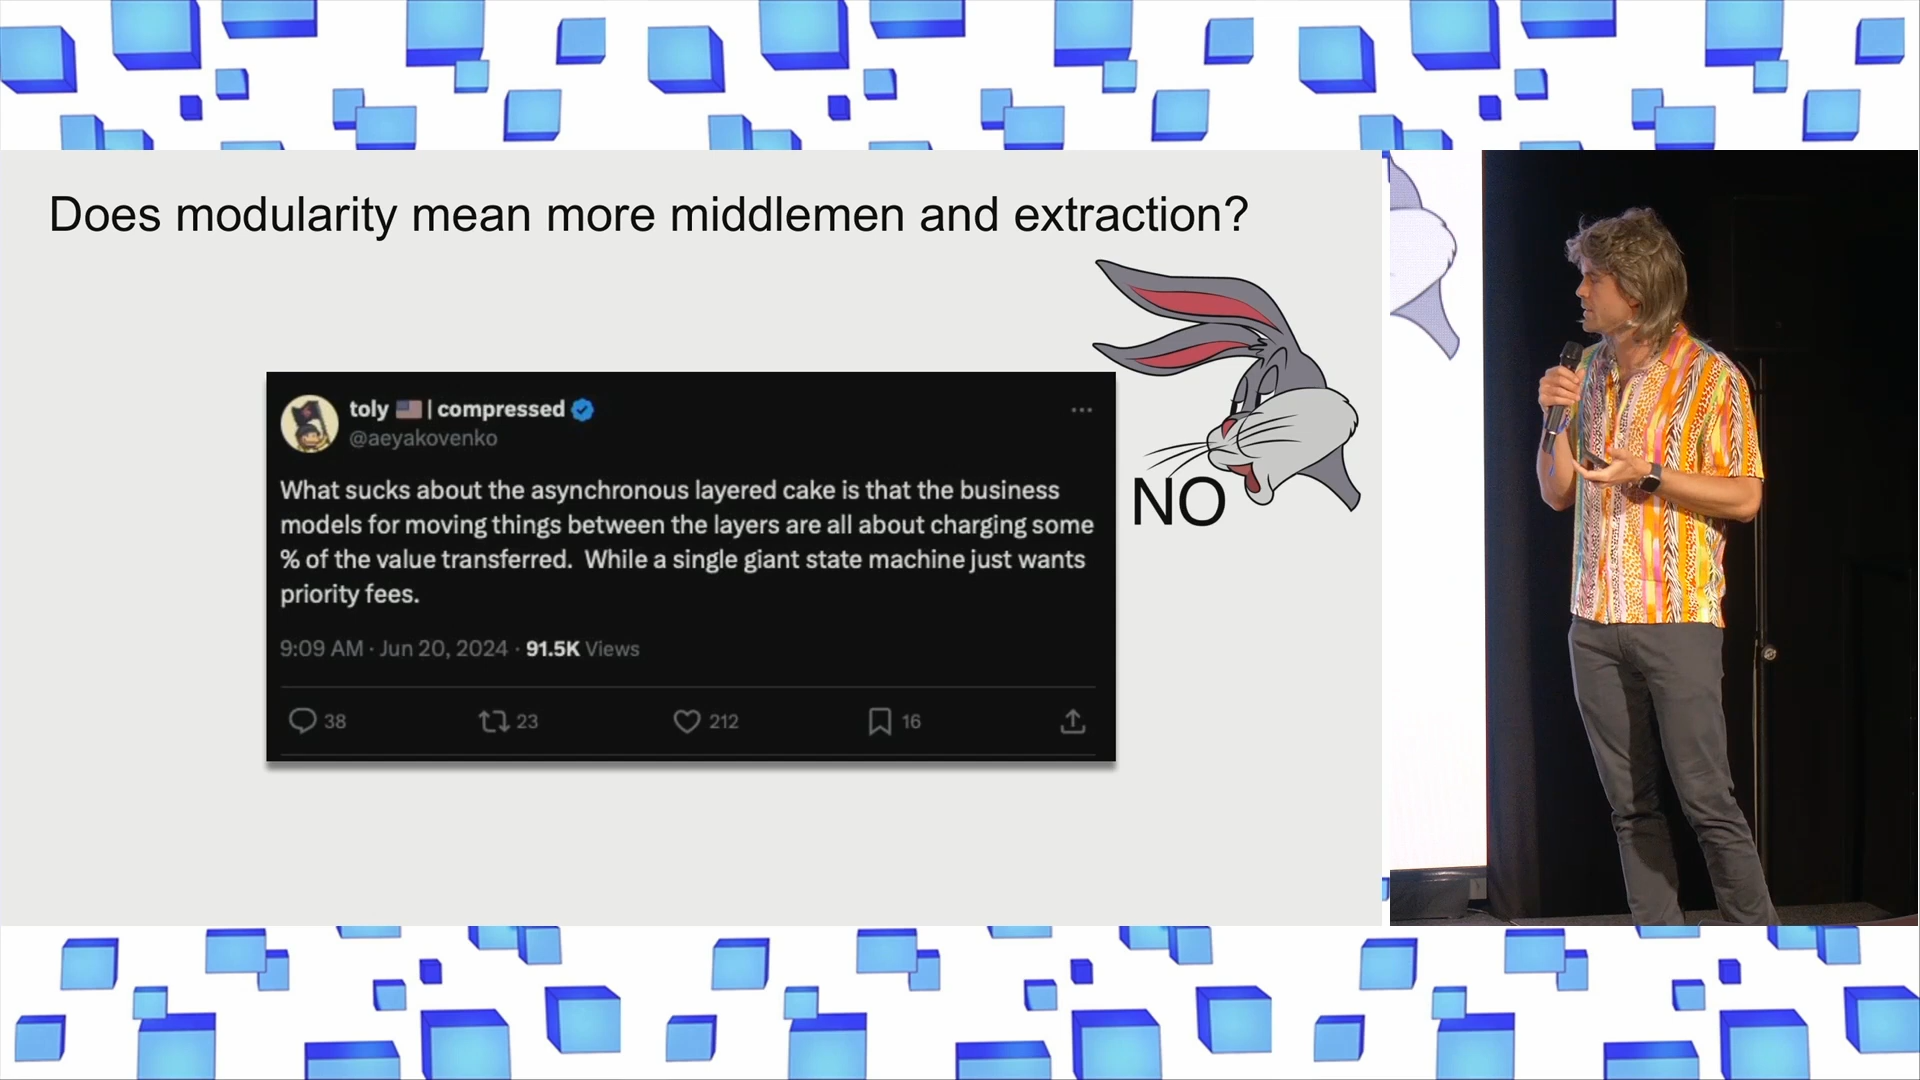 Does modularity mean more middlemen and extraction?
toly 🇺🇸 | compressed
@aeyakovenko
What sucks about the asynchronous layered cake is that the business
models for moving things between the layers are all about charging some
% of the value transferred.  While a single giant state machine just wants
priority fees.
9:09 AM · Jun 20, 2024 · 91.5K Views
38 23 212 16
NO